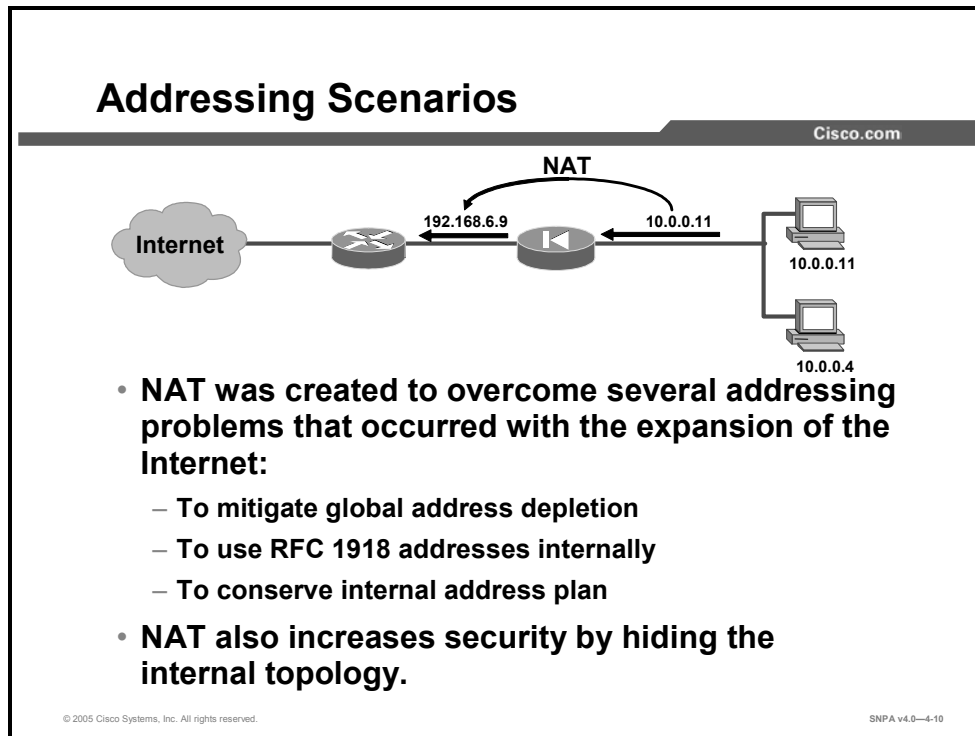 Addressing Scenarios
Cisco.com
NAT
192.168.6.9
10.0.0.11
Internet
10.0.0.11
10.0.0.4
• NAT was created to overcome several addressing
problems that occurred with the expansion of the
Internet:
– To mitigate global address depletion
– To use RFC 1918 addresses internally
– To conserve internal address plan
• NAT also increases security by hiding the
internal topology.
© 2005 Cisco Systems, Inc. All rights reserved.
SNPA v4.0—4-10